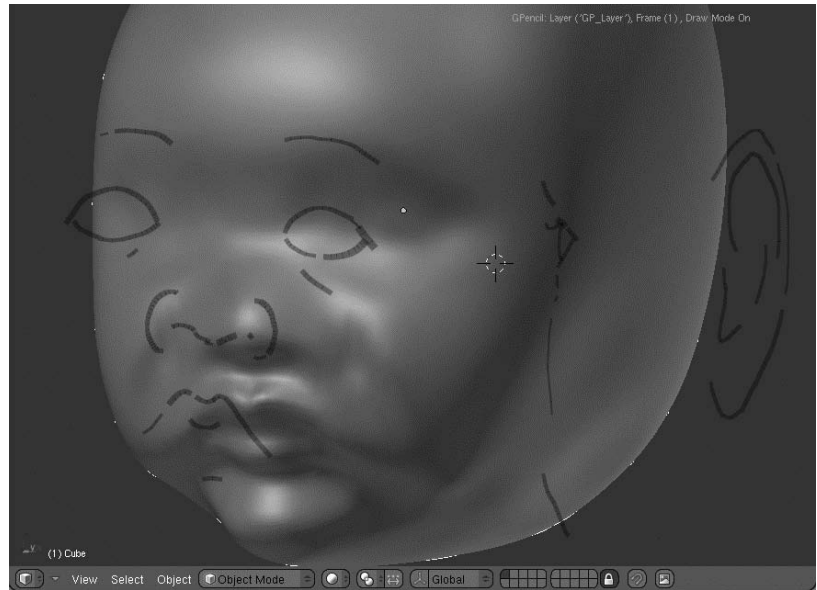 GPencil: Layer ('GP_Layer'), Frame (1) , Draw Mode On
(1) Cube
View Select Object Object Mode Global